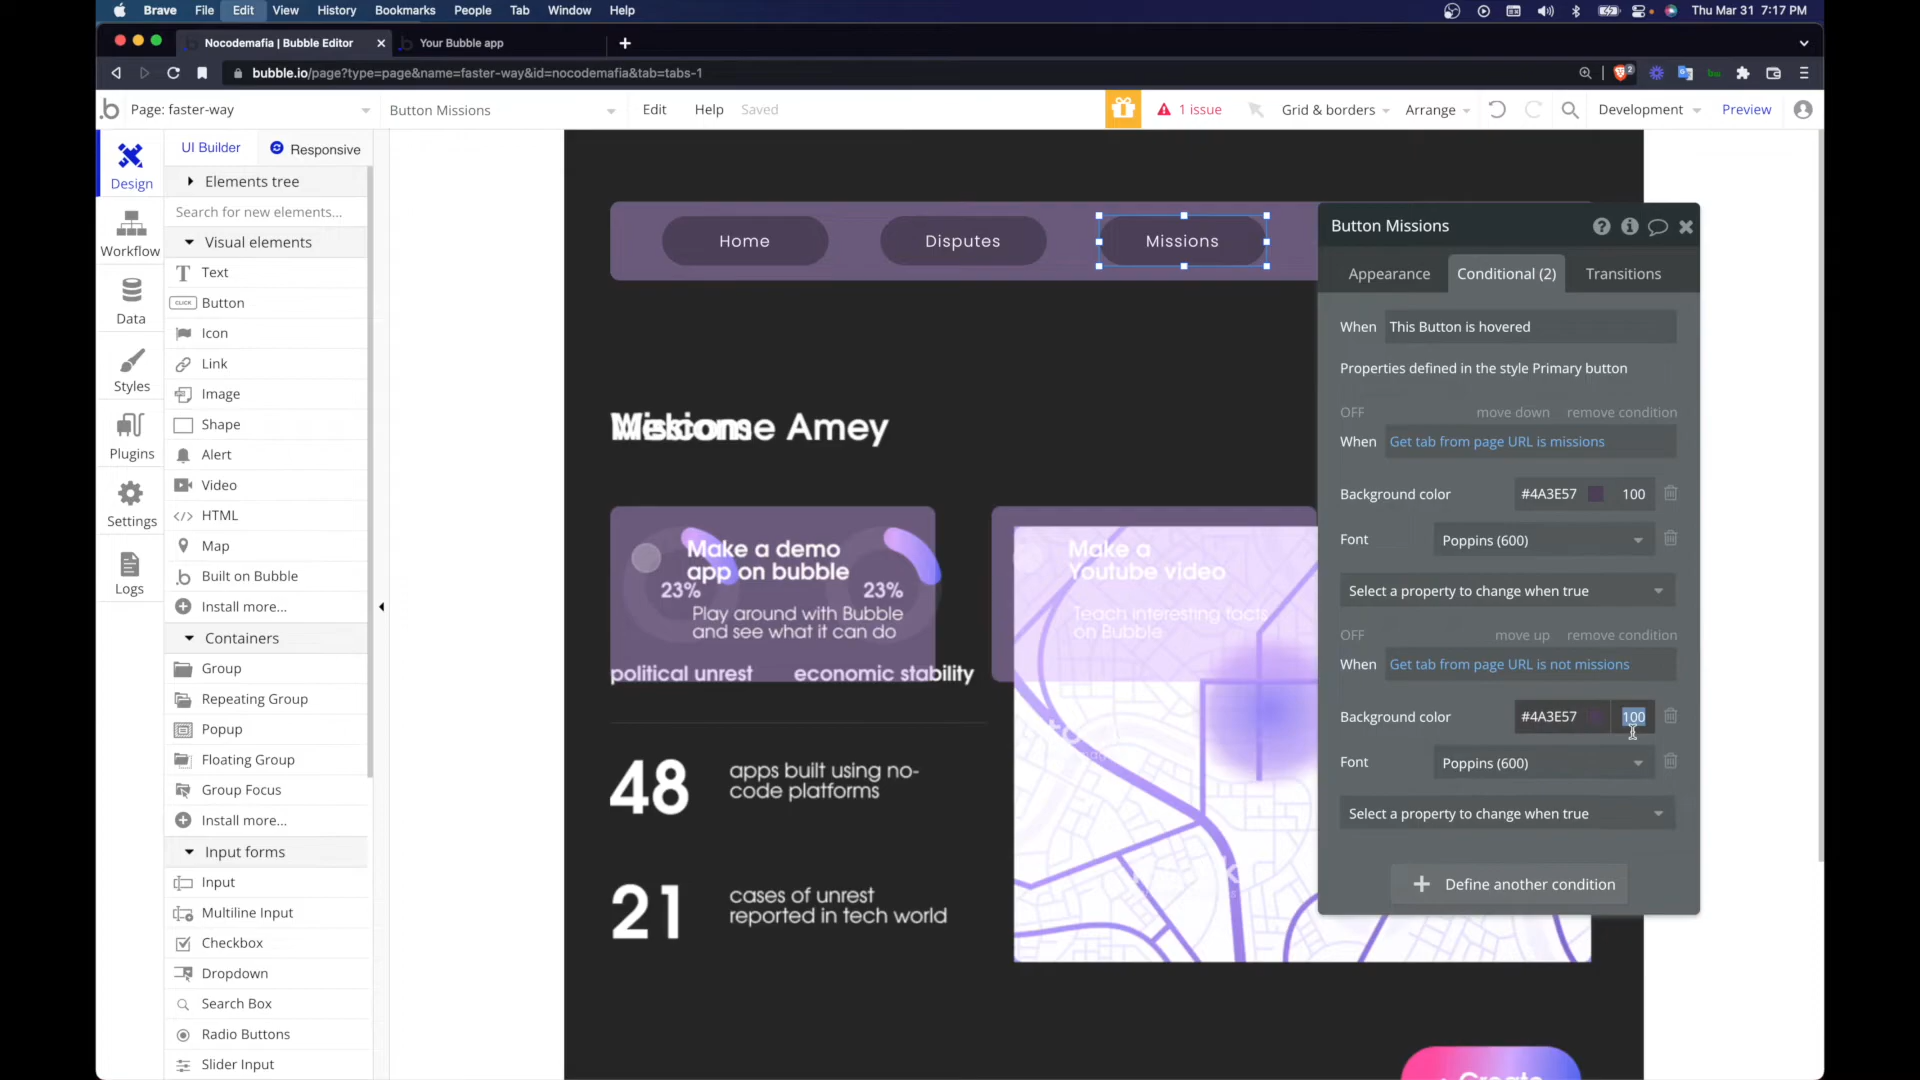 Brave File Edit View History Bookmarks People Tab Window Help
Thu Mar 31 7:17 PM
Nocodemafia | Bubble Editor
Your Bubble app
bubble.io/page?type=page&name=faster-way&id=nocodemafia&tab=tabs-1
2
Page: faster-way
Button Missions
Edit
Help
Saved
1 issue
Grid & borders
Arrange
Development
Preview
Design
Workflow
Data
Styles
Plugins
Settings
Logs
UI Builder
Responsive
Elements tree
Search for new elements...
Visual elements
Text
CLICK
Button
Icon
Link
Image
Shape
Alert
Video
HTML
Map
Built on Bubble
Install more...
Containers
Group
Repeating Group
Popup
Floating Group
Group Focus
Install more...
Input forms
Input
Multiline Input
Checkbox
Dropdown
Search Box
Radio Buttons
Slider Input
Home
Disputes
Missions
Welcome Amey
Missions
Make a demo
app on bubble
23%
23%
Play around with Bubble
and see what it can do
political unrest
economic stability
Make a
Youtube video
Teach interesting facts
on Bubble
48
apps built using no-
code platforms
21
cases of unrest
reported in tech world
Create
Button Missions
Appearance
Conditional (2)
Transitions
When This Button is hovered
Properties defined in the style Primary button
OFF move down remove condition
When Get tab from page URL is missions
Background color #4A3E57 100
Font Poppins (600)
Select a property to change when true
OFF move up remove condition
When Get tab from page URL is not missions
Background color #4A3E57 100
Font Poppins (600)
Select a property to change when true
Define another condition